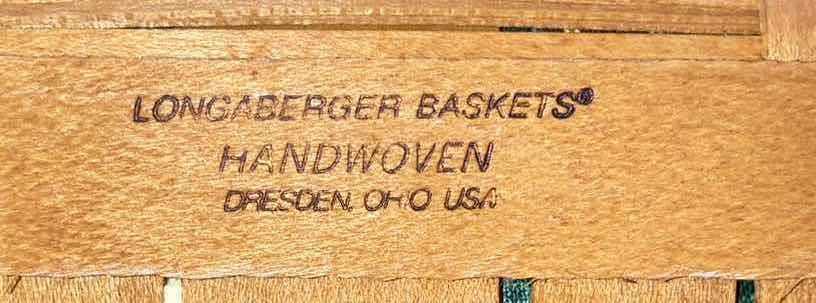 LONGABERGER BASKETS®
HANDWOVEN
DRESDEN, OHIO USA